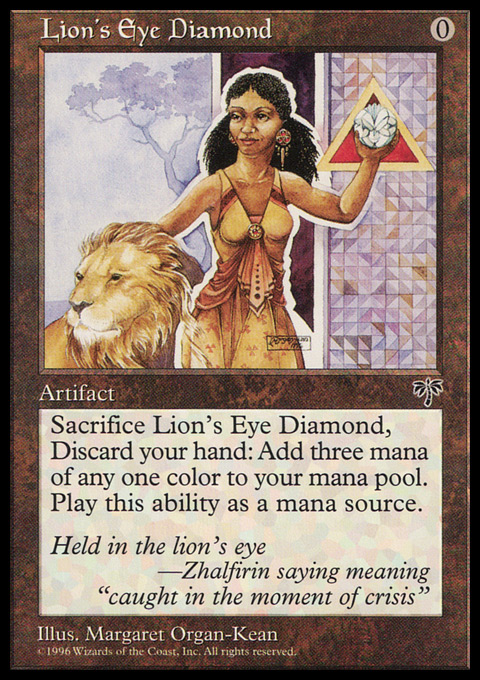 Lion's Eye Diamond 0
Artifact
Sacrifice Lion's Eye Diamond,
Discard your hand: Add three mana
of any one color to your mana pool.
Play this ability as a mana source.
Held in the lion's eye
—Zhalfirin saying meaning
“caught in the moment of crisis”
Illus. Margaret Organ-Kean
©1996 Wizards of the Coast, Inc. All rights reserved.